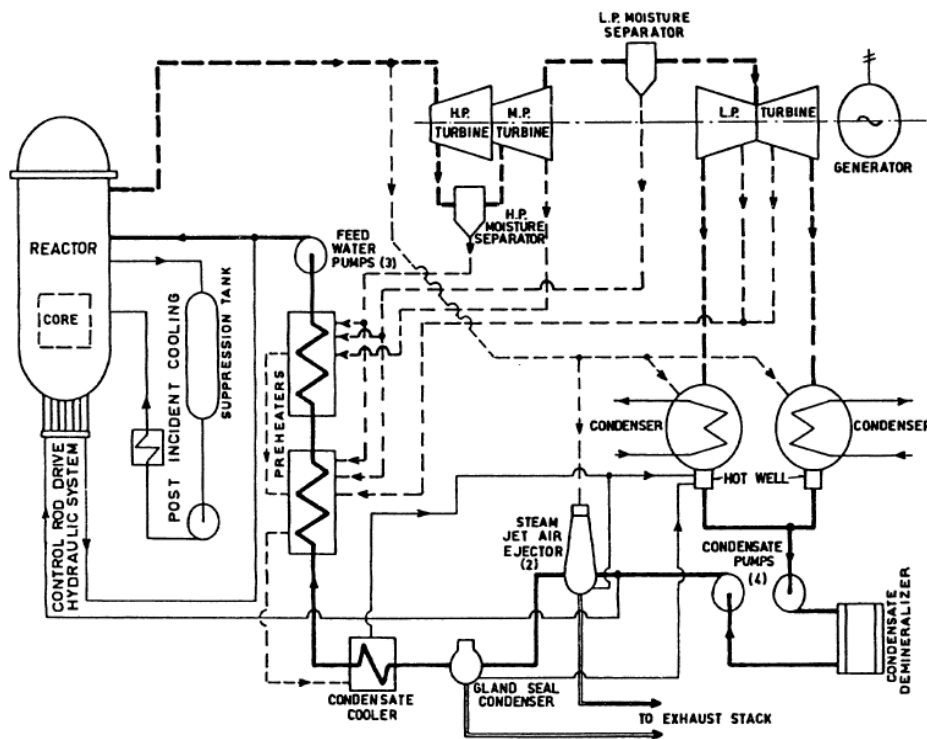 L.P. MOISTURE
SEPARATOR
H.P.
TURBINE
M.P.
TURBINE
L.P.
TURBINE
GENERATOR
H.P.
MOISTURE
SEPARATOR
FEED
WATER
PUMPS (3)
REACTOR
CORE
SUPPRESSION TANK
POST INCIDENT COOLING
PREHEATERS
CONTROL ROD DRIVE
HYDRAULIC SYSTEM
CONDENSER
CONDENSER
HOT WELL
STEAM
JET AIR
EJECTOR
(2)
CONDENSATE
PUMPS (4)
CONDENSATE
DEMINERALIZER
CONDENSATE
COOLER
GLAND SEAL
CONDENSER
TO EXHAUST STACK